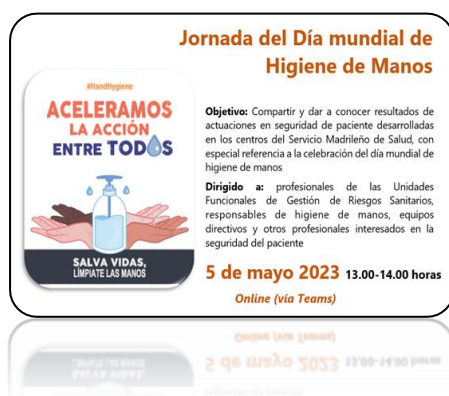 Jornada del Día mundial de
Higiene de Manos
#HandHygiene
ACELERAMOS
LA ACCIÓN
ENTRE TODOS
SALVA VIDAS,
LÍMPIATE LAS MANOS
Objetivo: Compartir y dar a conocer resultados de
actuaciones en seguridad de paciente desarrolladas
en los centros del Servicio Madrileño de Salud, con
especial referencia a la celebración del día mundial de
higiene de manos
Dirigido a: profesionales de las Unidades
Funcionales de Gestión de Riesgos Sanitarios,
responsables de higiene de manos, equipos
directivos y otros profesionales interesados en la
seguridad del paciente
5 de mayo 2023 13.00-14.00 horas
Online (vía Teams)